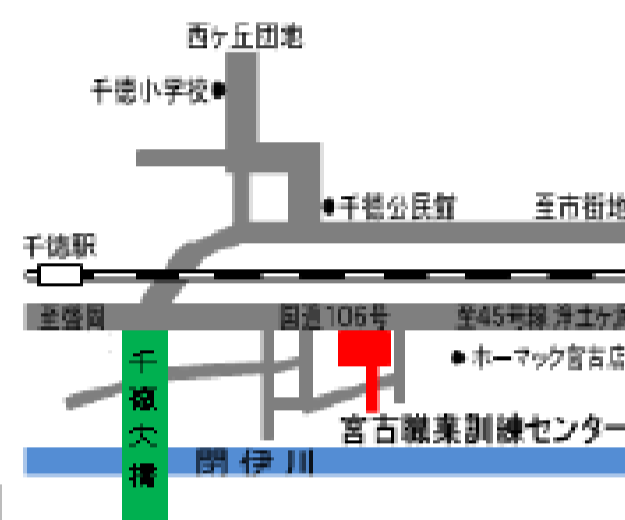 西ヶ丘団地
千徳小学校
千徳公民館
至市街地
千徳駅
至盛岡
国道106号
至45号線浄土ヶ浜
ホーマック宮古店
千徳大橋
宮古職業訓練センター
閉伊川